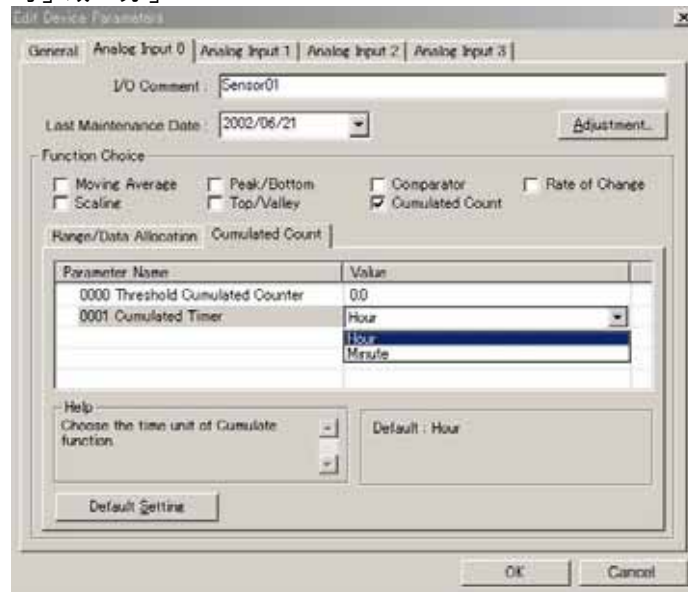 Edit Device Parameters
General Analog Input 0 Analog Input 1 Analog Input 2 Analog Input 3
I/O Comment : Sensor01
Last Maintenance Date : 2002/06/21 Adjustment...
Function Choice
Moving Average Peak/Bottom Comparator Rate of Change
Scaling Top/Valley Cumulated Count
Range/Data Allocation Cumulated Count
Parameter Name Value
0000 Threshold Cumulated Counter 0.0
0001 Cumulated Timer Hour
Hour
Minute
Help
Choose the time unit of Cumulate
function
Default : Hour
Default Setting
OK Cancel